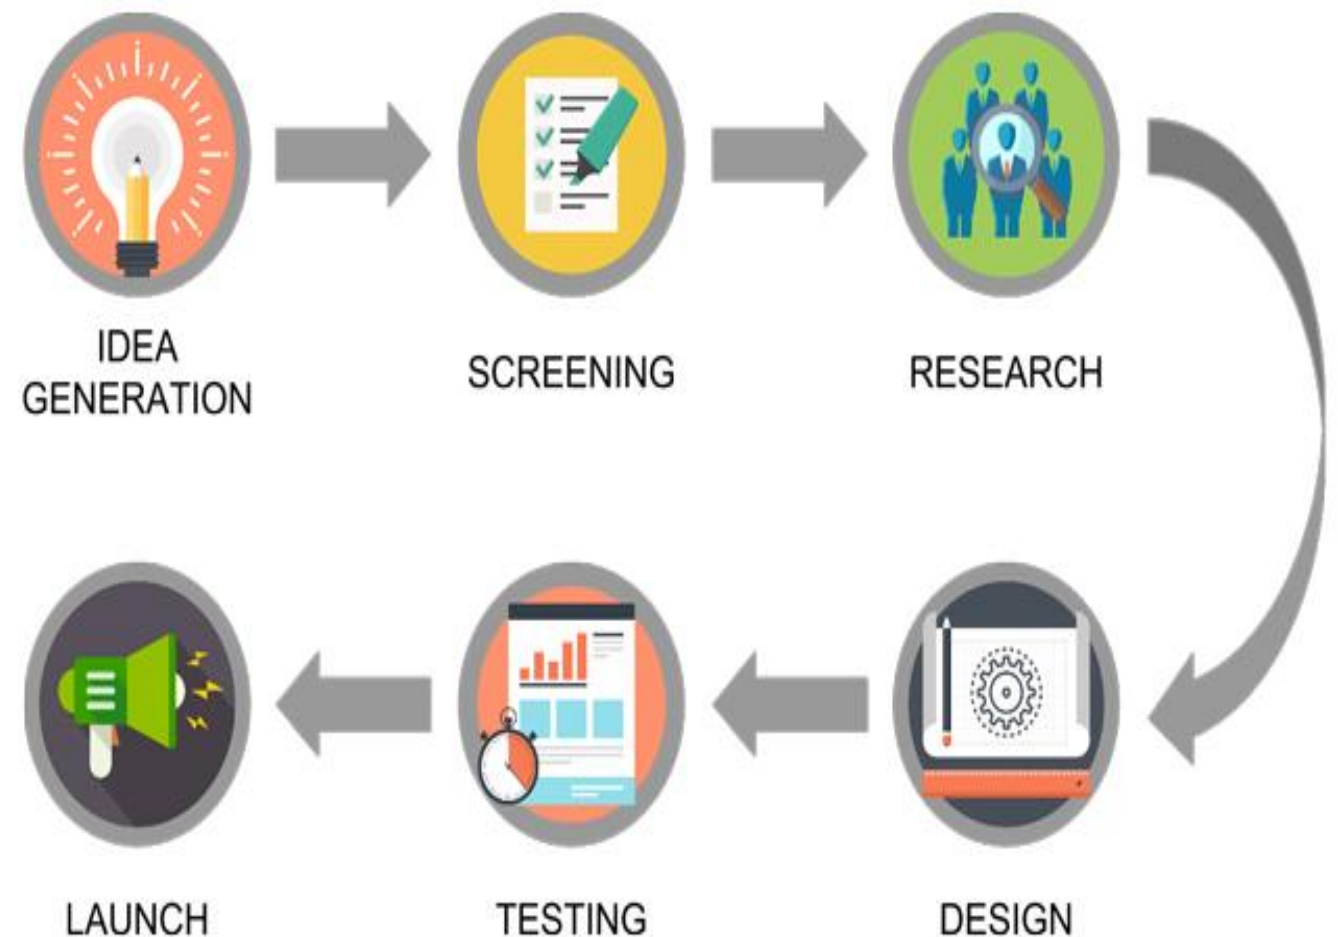 IDEA
GENERATION
SCREENING
RESEARCH
DESIGN
TESTING
LAUNCH